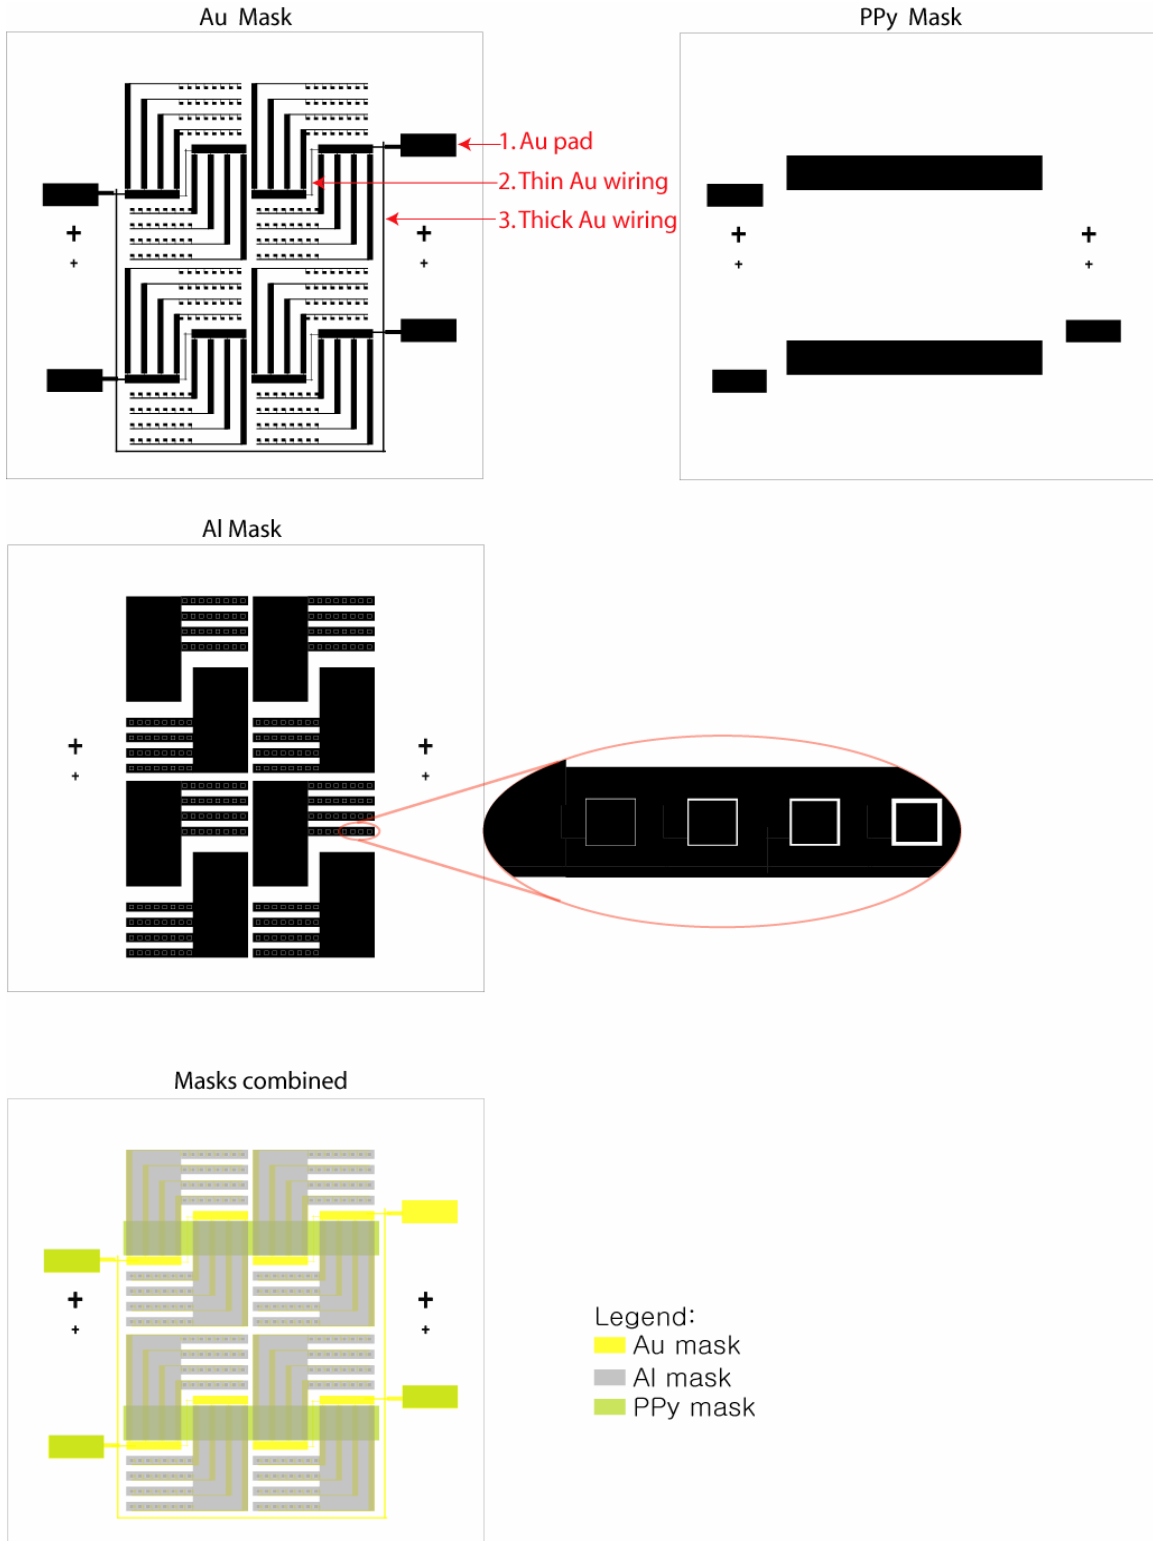 Au Mask
PPy Mask
1. Au pad
2. Thin Au wiring
3. Thick Au wiring
Al Mask
Masks combined
Legend:
Au mask
Al mask
PPy mask